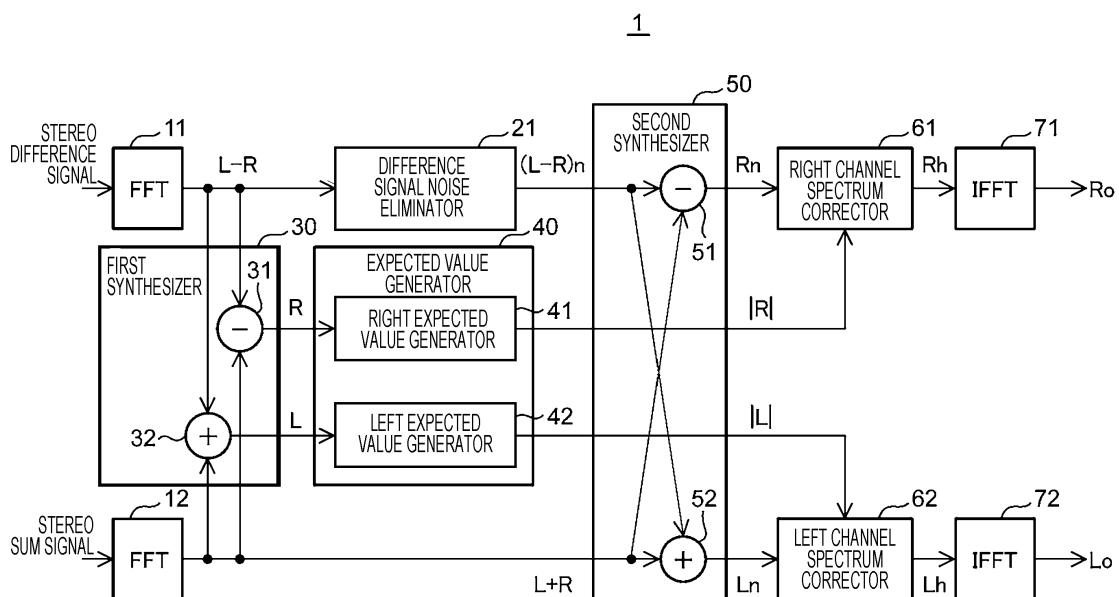 1
50
STEREO
DIFFERENCE
SIGNAL
11
FFT
L-R
21
DIFFERENCE
SIGNAL NOISE
ELIMINATOR
(L-R)n
SECOND
SYNTHESIZER
−
51
Rn
61
RIGHT CHANNEL
SPECTRUM
CORRECTOR
Rh
71
IFFT
Ro
30
FIRST
SYNTHESIZER
31
−
R
40
EXPECTED VALUE
GENERATOR
41
RIGHT EXPECTED
VALUE GENERATOR
|R|
32
+
L
42
LEFT EXPECTED
VALUE GENERATOR
|L|
STEREO
SUM SIGNAL
12
FFT
L+R
52
+
Ln
62
LEFT CHANNEL
SPECTRUM
CORRECTOR
Lh
72
IFFT
Lo